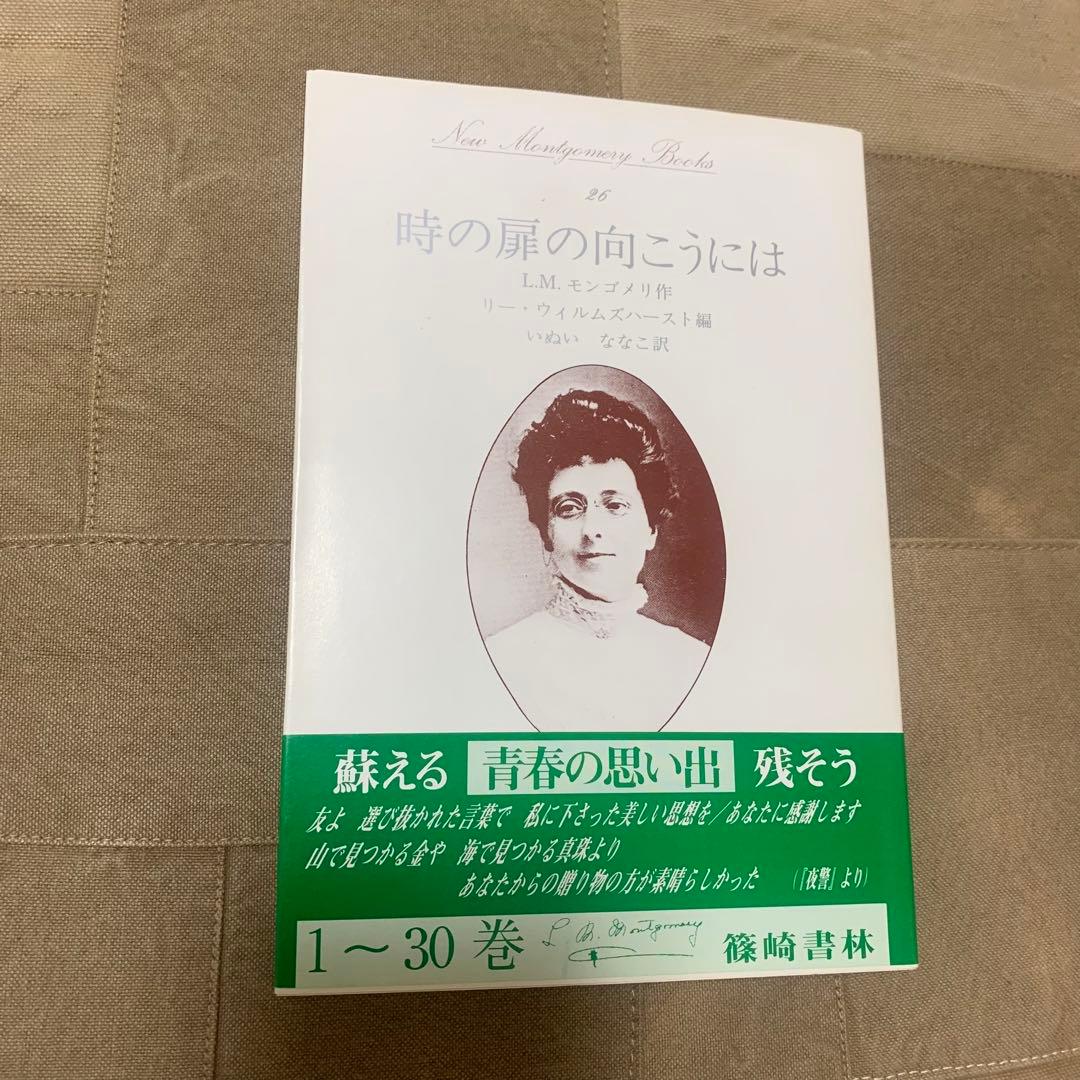 New Montgomery Books
26
時の扉の向こうには
L.M. モンゴメリ作
リー・ウィルムズハースト編
いぬい ななこ訳
蘇える 青春の思い出 残そう
友よ 選び抜かれた言葉で 私に下さった美しい思想を/あなたに感謝します
山で見つかる金や 海で見つかる真珠より
あなたからの贈り物の方が素晴らしかった (『夜警』より)
1～30 巻 L. M. Montgomery 篠崎書林